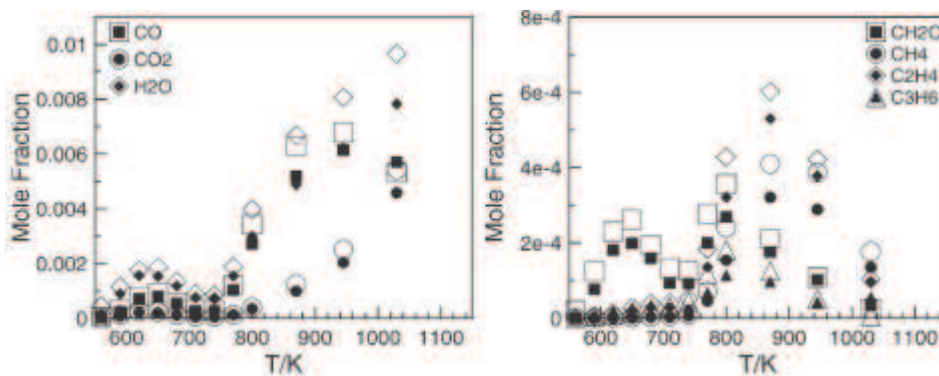 0.01
0.008
0.006
0.004
0.002
0
Mole Fraction
CO
CO2
H2O
600 700 800 900 1000 1100
T/K
8e-4
6e-4
4e-4
2e-4
0
Mole Fraction
CH2O
CH4
C2H4
C3H6
600 700 800 900 1000 1100
T/K